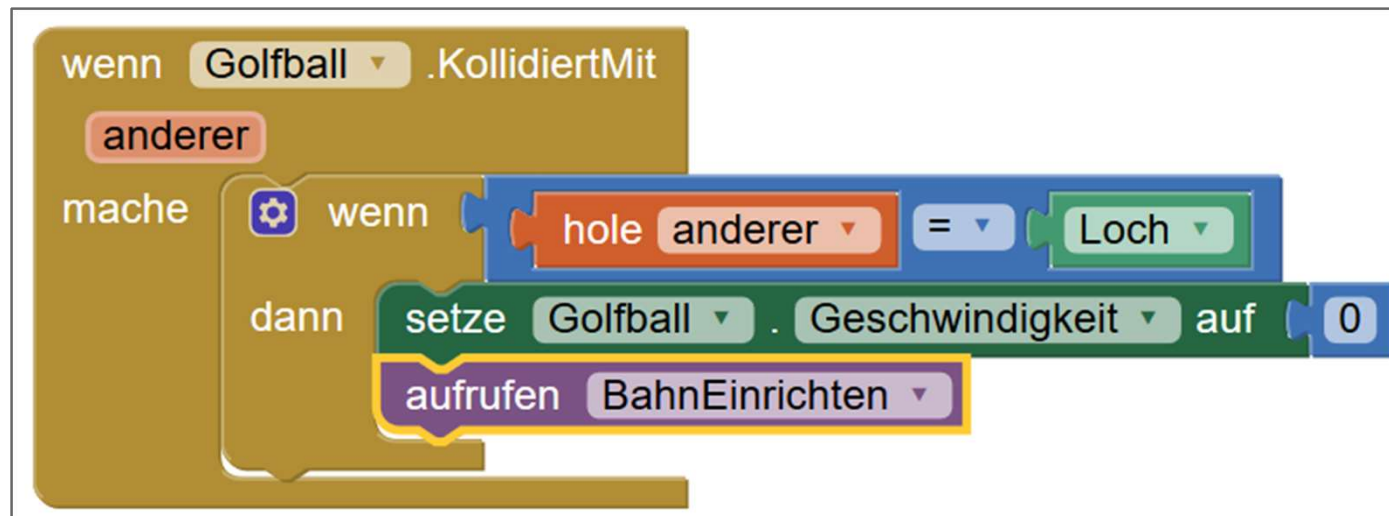 wenn Golfball .KollidiertMit
anderer
mache wenn hole anderer = Loch
dann setze Golfball . Geschwindigkeit auf 0
aufrufen BahnEinrichten